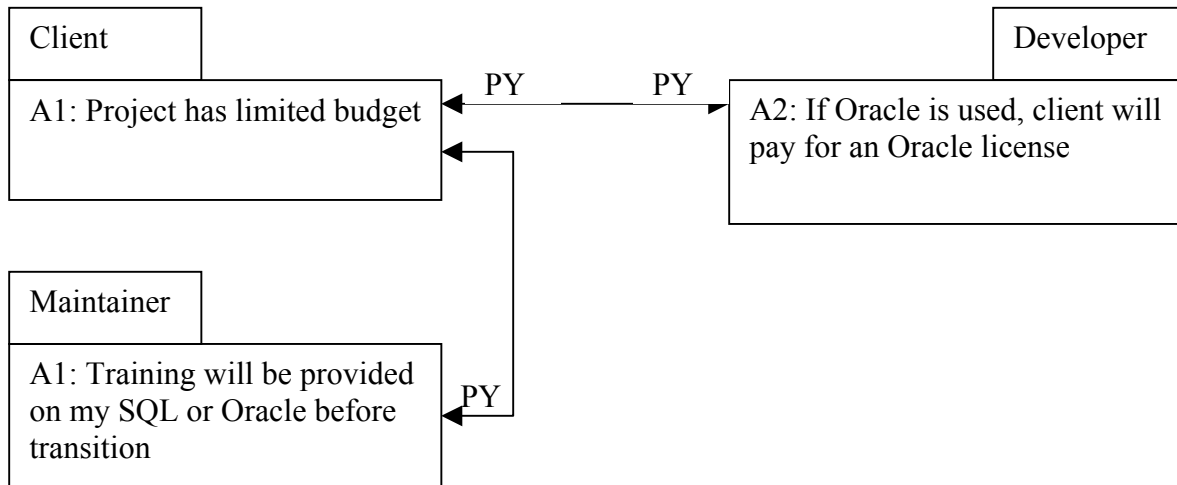 Client
Developer
PY
PY
A1: Project has limited budget
A2: If Oracle is used, client will
pay for an Oracle license
Maintainer
A1: Training will be provided
on my SQL or Oracle before
transition
PY